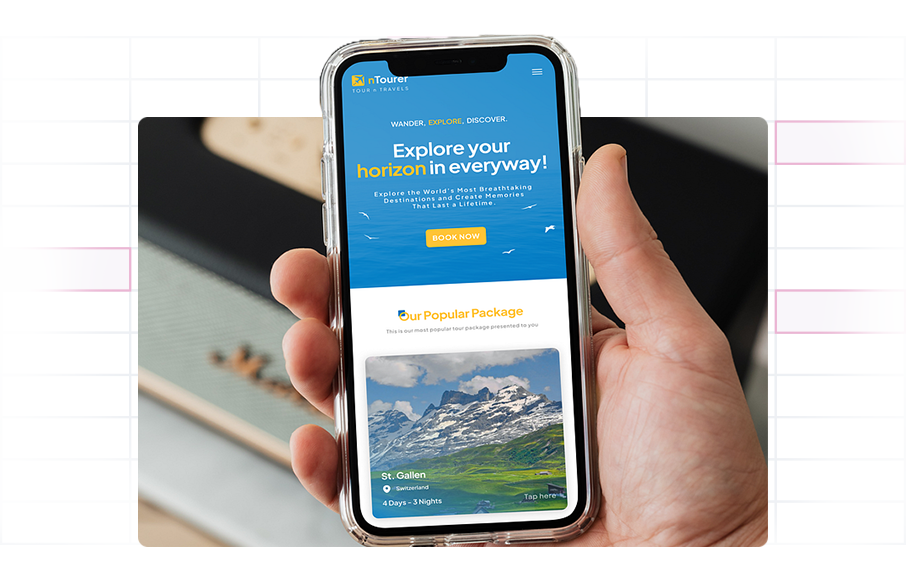 nTourer
TOUR n TRAVELS
WANDER, EXPLORE, DISCOVER.
Explore your
horizon in everyway!
Explore the World's Most Breathtaking
Destinations and Create Memories
That Last a Lifetime.
BOOK NOW
Our Popular Package
This is our most popular tour package presented to you
St. Gallen
Switzerland
4 Days - 3 Nights
Tap here